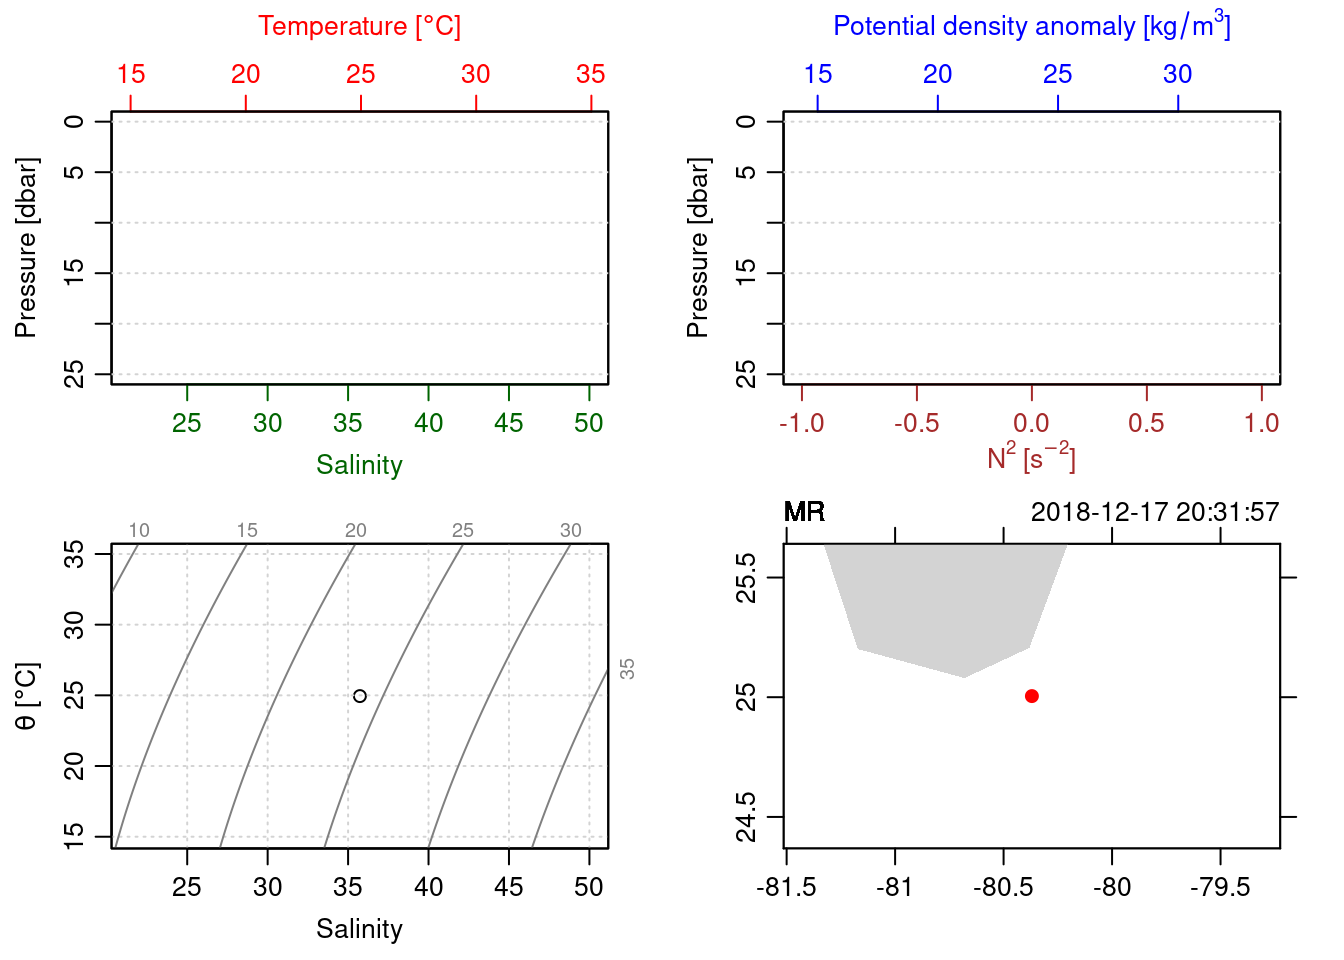 Temperature [°C]
15 20 25 30 35
0
5
15
25
Pressure [dbar]
25 30 35 40 45 50
Salinity
Potential density anomaly [kg/m³]
15 20 25 30
0
5
15
25
Pressure [dbar]
-1.0 -0.5 0.0 0.5 1.0
N² [s⁻²]
10 15 20 25 30
35
35
30
25
20
15
θ [°C]
25 30 35 40 45 50
Salinity
MR 2018-12-17 20:31:57
25.5
25
24.5
-81.5 -81 -80.5 -80 -79.5